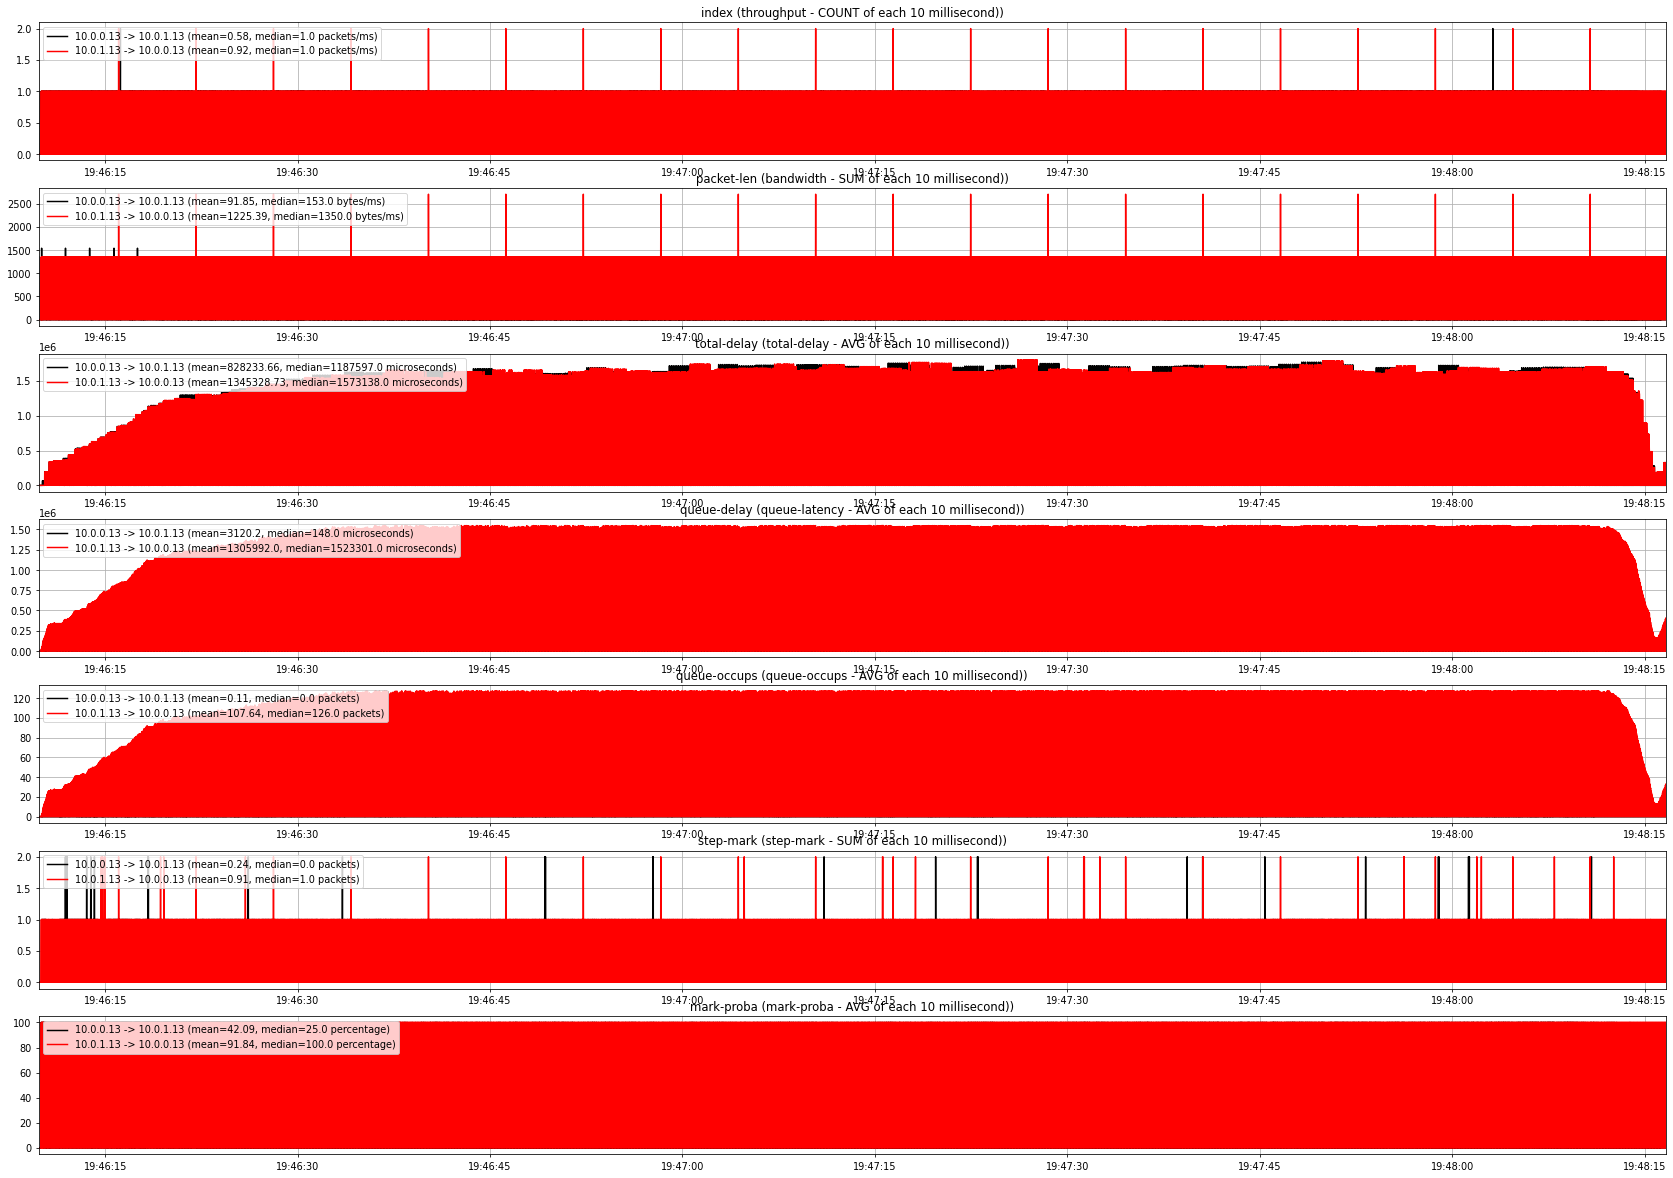 index (throughput - COUNT of each 10 millisecond))
2.0
1.5
1.0
0.5
0.0
10.0.0.13 -> 10.0.1.13 (mean=0.58, median=1.0 packets/ms)
10.0.1.13 -> 10.0.0.13 (mean=0.92, median=1.0 packets/ms)
19:46:15 19:46:30 19:46:45 19:47:00 19:47:15 19:47:30 19:47:45 19:48:00 19:48:15
packet-len (bandwidth - SUM of each 10 millisecond))
2500
2000
1500
1000
500
0
10.0.0.13 -> 10.0.1.13 (mean=91.85, median=153.0 bytes/ms)
10.0.1.13 -> 10.0.0.13 (mean=1225.39, median=1350.0 bytes/ms)
19:46:15 19:46:30 19:46:45 19:47:00 19:47:15 19:47:30 19:47:45 19:48:00 19:48:15
total-delay (total-delay - AVG of each 10 millisecond))
1e6
1.5
1.0
0.5
0.0
10.0.0.13 -> 10.0.1.13 (mean=828233.66, median=1187597.0 microseconds)
10.0.1.13 -> 10.0.0.13 (mean=1345328.73, median=1573138.0 microseconds)
19:46:15 19:46:30 19:46:45 19:47:00 19:47:15 19:47:30 19:47:45 19:48:00 19:48:15
queue-delay (queue-latency - AVG of each 10 millisecond))
1e6
1.50
1.25
1.00
0.75
0.50
0.25
0.00
10.0.0.13 -> 10.0.1.13 (mean=3120.2, median=148.0 microseconds)
10.0.1.13 -> 10.0.0.13 (mean=1305992.0, median=1523301.0 microseconds)
19:46:15 19:46:30 19:46:45 19:47:00 19:47:15 19:47:30 19:47:45 19:48:00 19:48:15
queue-occups (queue-occups - AVG of each 10 millisecond))
120
100
80
60
40
20
0
10.0.0.13 -> 10.0.1.13 (mean=0.11, median=0.0 packets)
10.0.1.13 -> 10.0.0.13 (mean=107.64, median=126.0 packets)
19:46:15 19:46:30 19:46:45 19:47:00 19:47:15 19:47:30 19:47:45 19:48:00 19:48:15
step-mark (step-mark - SUM of each 10 millisecond))
2.0
1.5
1.0
0.5
0.0
10.0.0.13 -> 10.0.1.13 (mean=0.24, median=0.0 packets)
10.0.1.13 -> 10.0.0.13 (mean=0.91, median=1.0 packets)
19:46:15 19:46:30 19:46:45 19:47:00 19:47:15 19:47:30 19:47:45 19:48:00 19:48:15
mark-proba (mark-proba - AVG of each 10 millisecond))
100
80
60
40
20
0
10.0.0.13 -> 10.0.1.13 (mean=42.09, median=25.0 percentage)
10.0.1.13 -> 10.0.0.13 (mean=91.84, median=100.0 percentage)
19:46:15 19:46:30 19:46:45 19:47:00 19:47:15 19:47:30 19:47:45 19:48:00 19:48:15